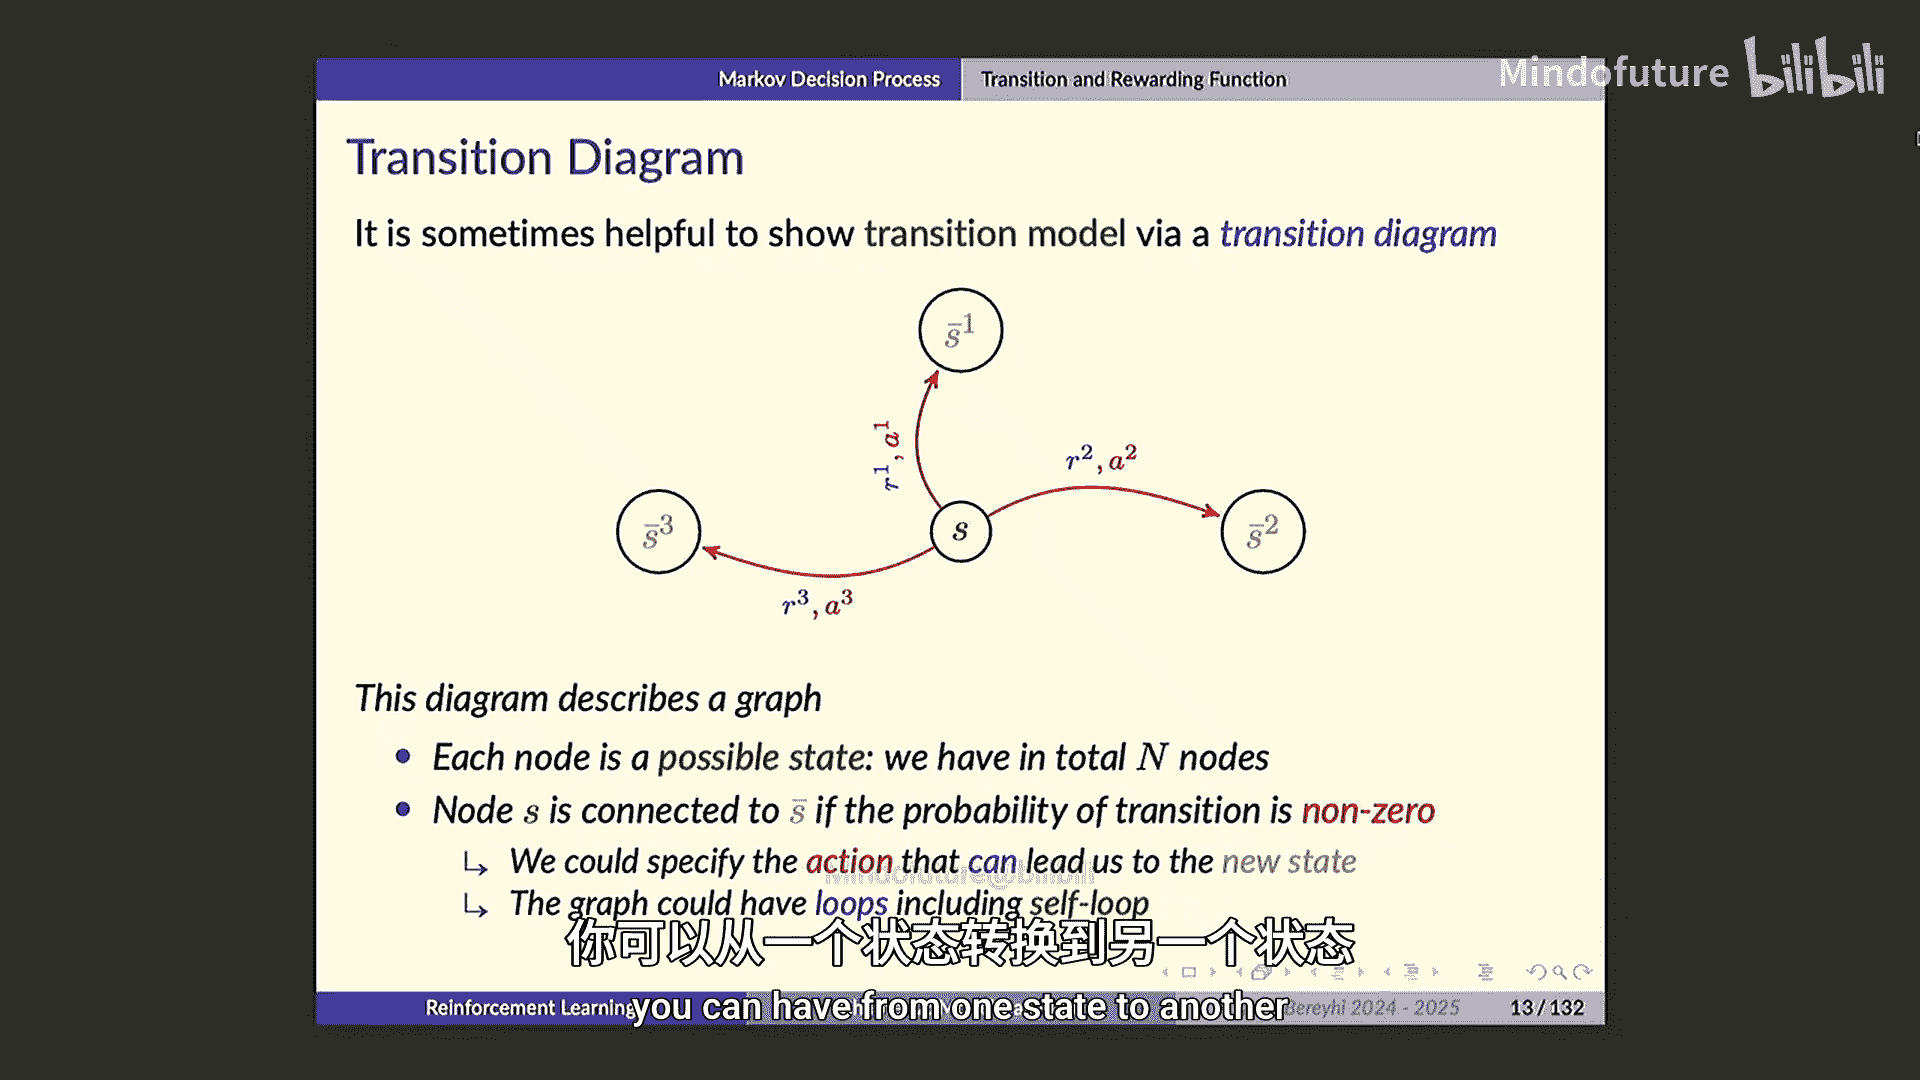 Mindofuture bilibili
Markov Decision Process Transition and Rewarding Function
Transition Diagram
It is sometimes helpful to show transition model via a transition diagram
s̄¹
r¹, a¹
r², a²
s̄³
s
s̄²
r³, a³
This diagram describes a graph
• Each node is a possible state: we have in total N nodes
• Node s is connected to s̄ if the probability of transition is non-zero
↳ We could specify the action that can lead us to the new state
Mindofuture@bilibili
↳ The graph could have loops including self-loop
你可以从一个状态转换到另一个状态
you can have from one state to another
Reinforcement Learning Bereyhi 2024 - 2025 13 / 132